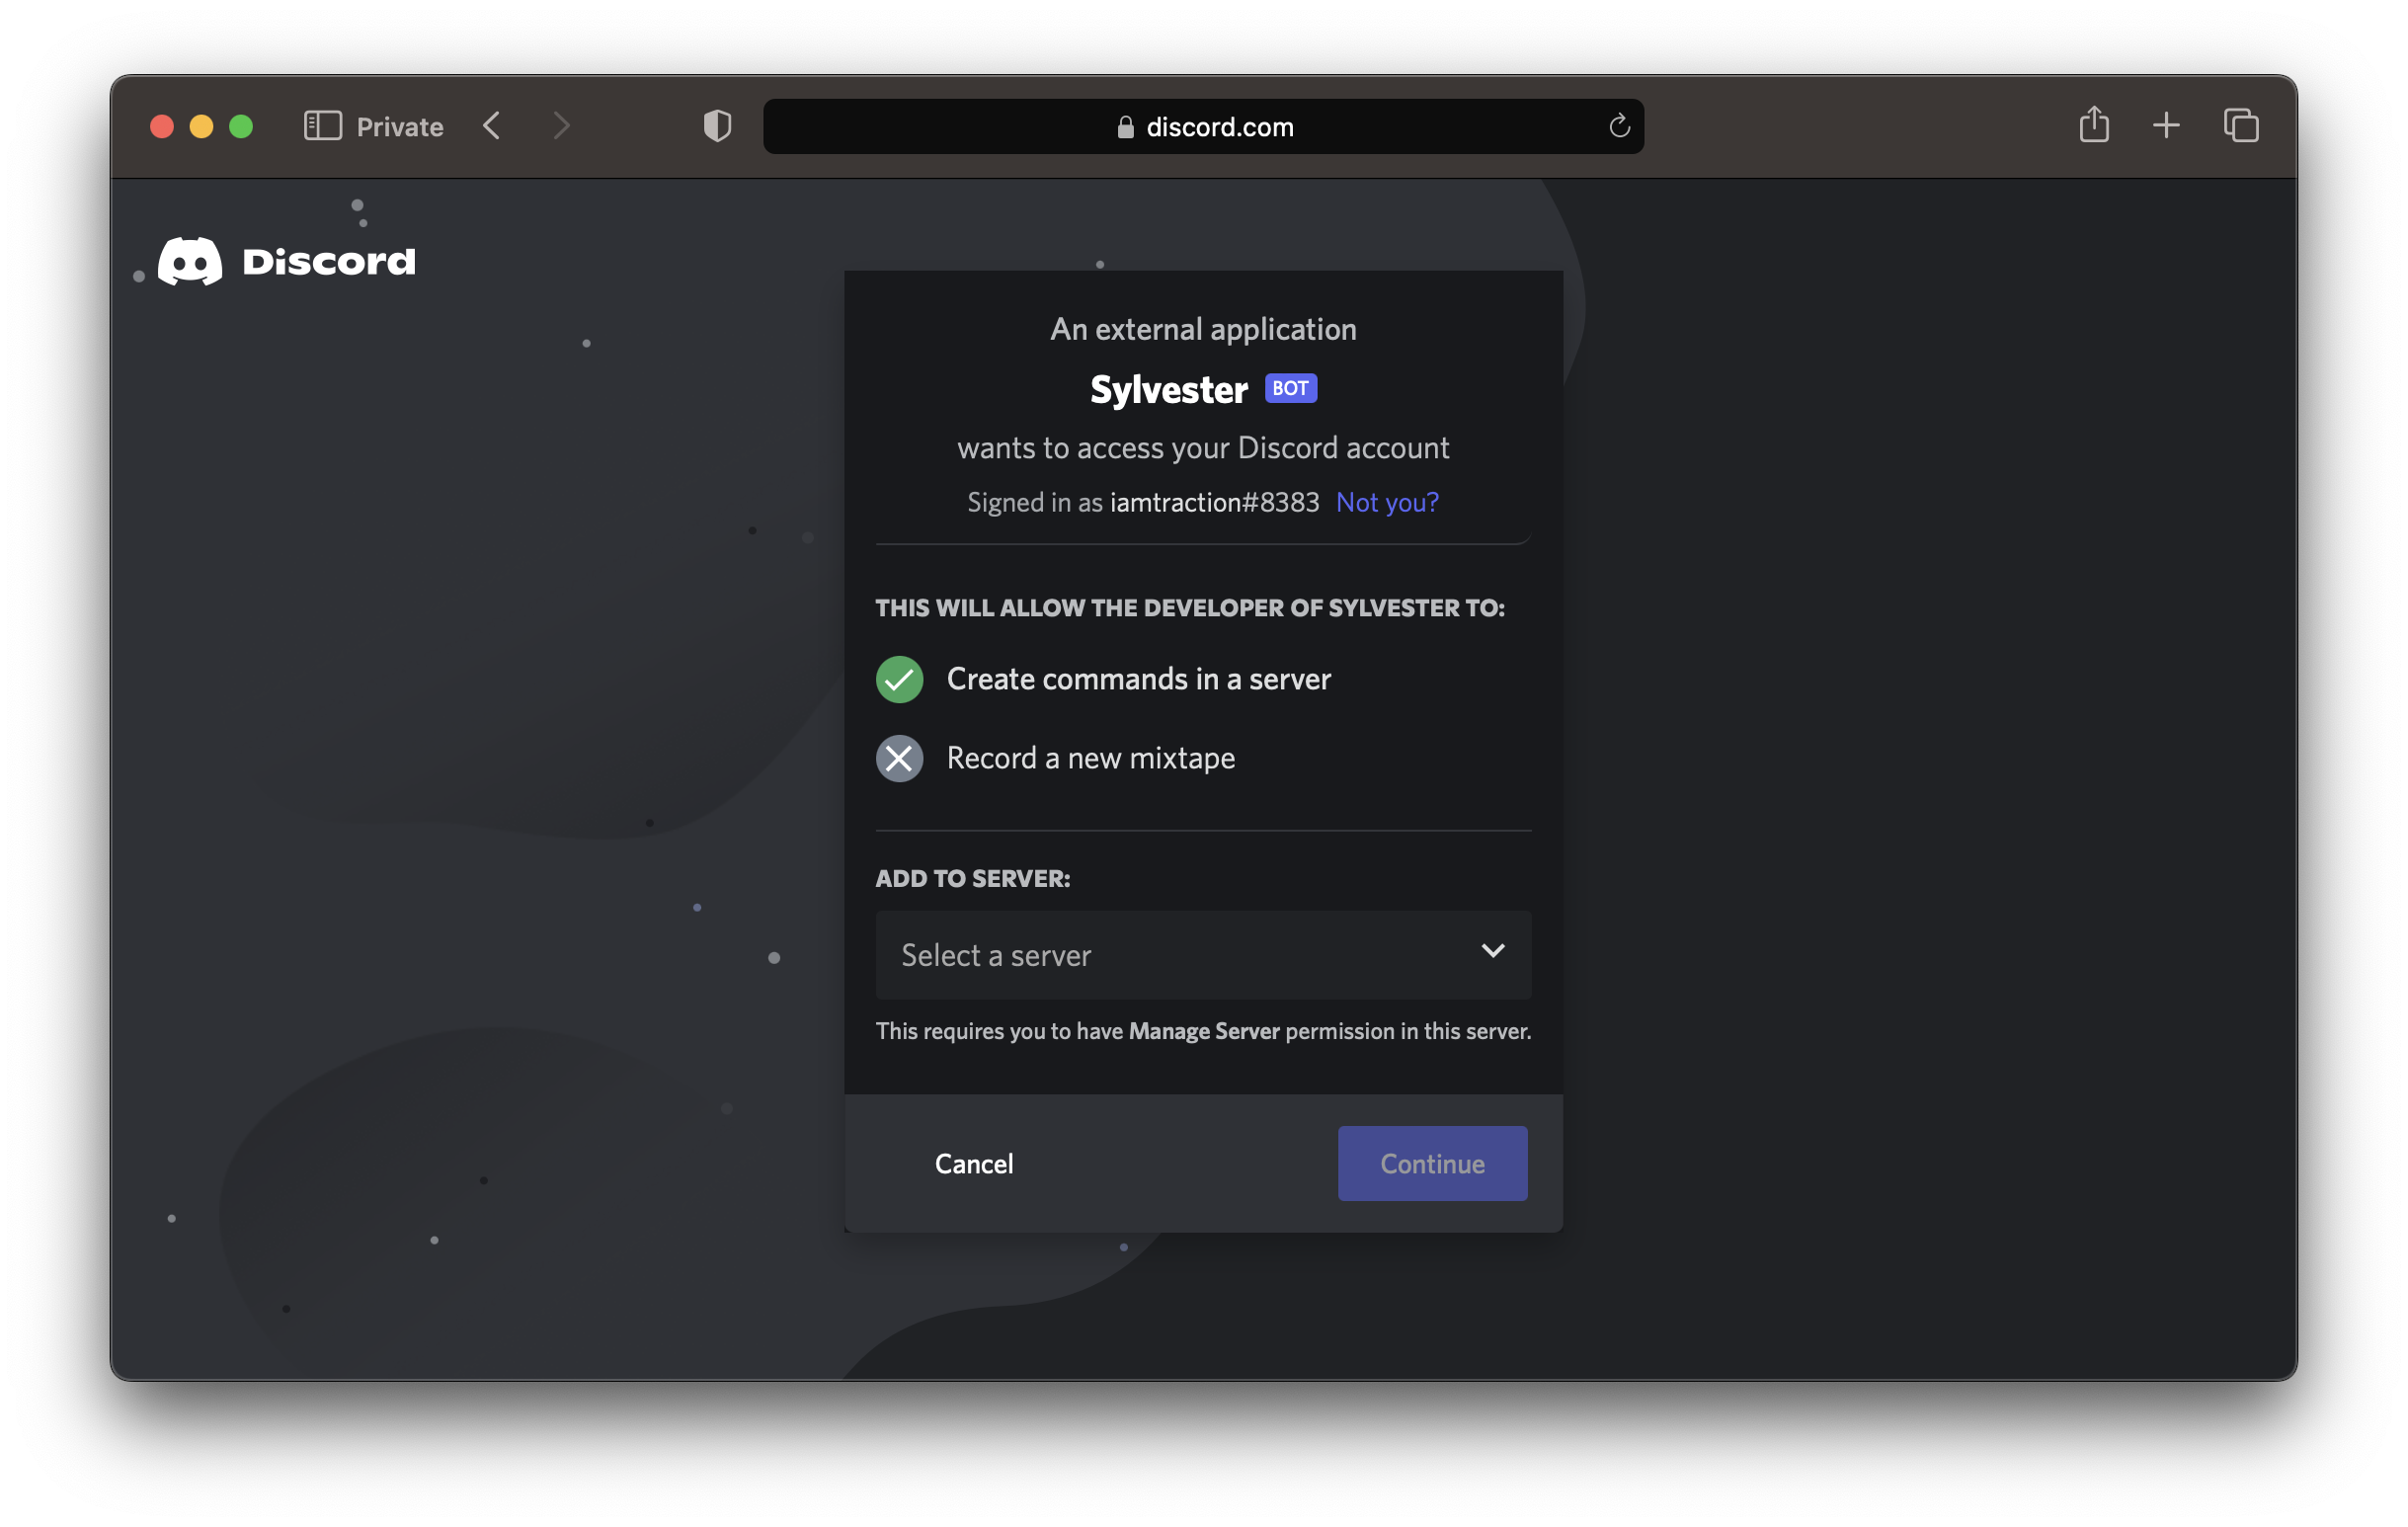 Private
discord.com
Discord
An external application
Sylvester BOT
wants to access your Discord account
Signed in as iamtraction#8383 Not you?
THIS WILL ALLOW THE DEVELOPER OF SYLVESTER TO:
Create commands in a server
Record a new mixtape
ADD TO SERVER:
Select a server
This requires you to have Manage Server permission in this server.
Cancel
Continue